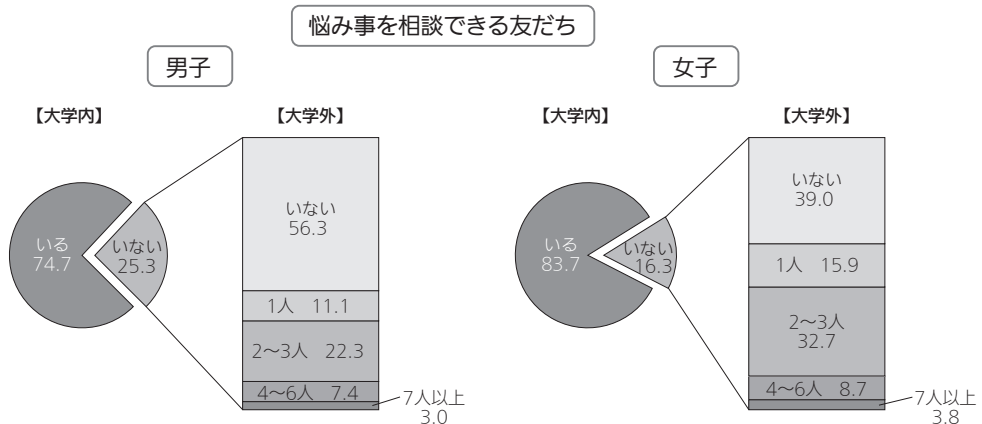 悩み事を相談できる友だち
男子
【大学内】
【大学外】
いる
74.7
いない
25.3
いない
56.3
1人 11.1
2〜3人 22.3
4〜6人 7.4
7人以上
3.0
女子
【大学内】
【大学外】
いる
83.7
いない
16.3
いない
39.0
1人 15.9
2〜3人
32.7
4〜6人 8.7
7人以上
3.8